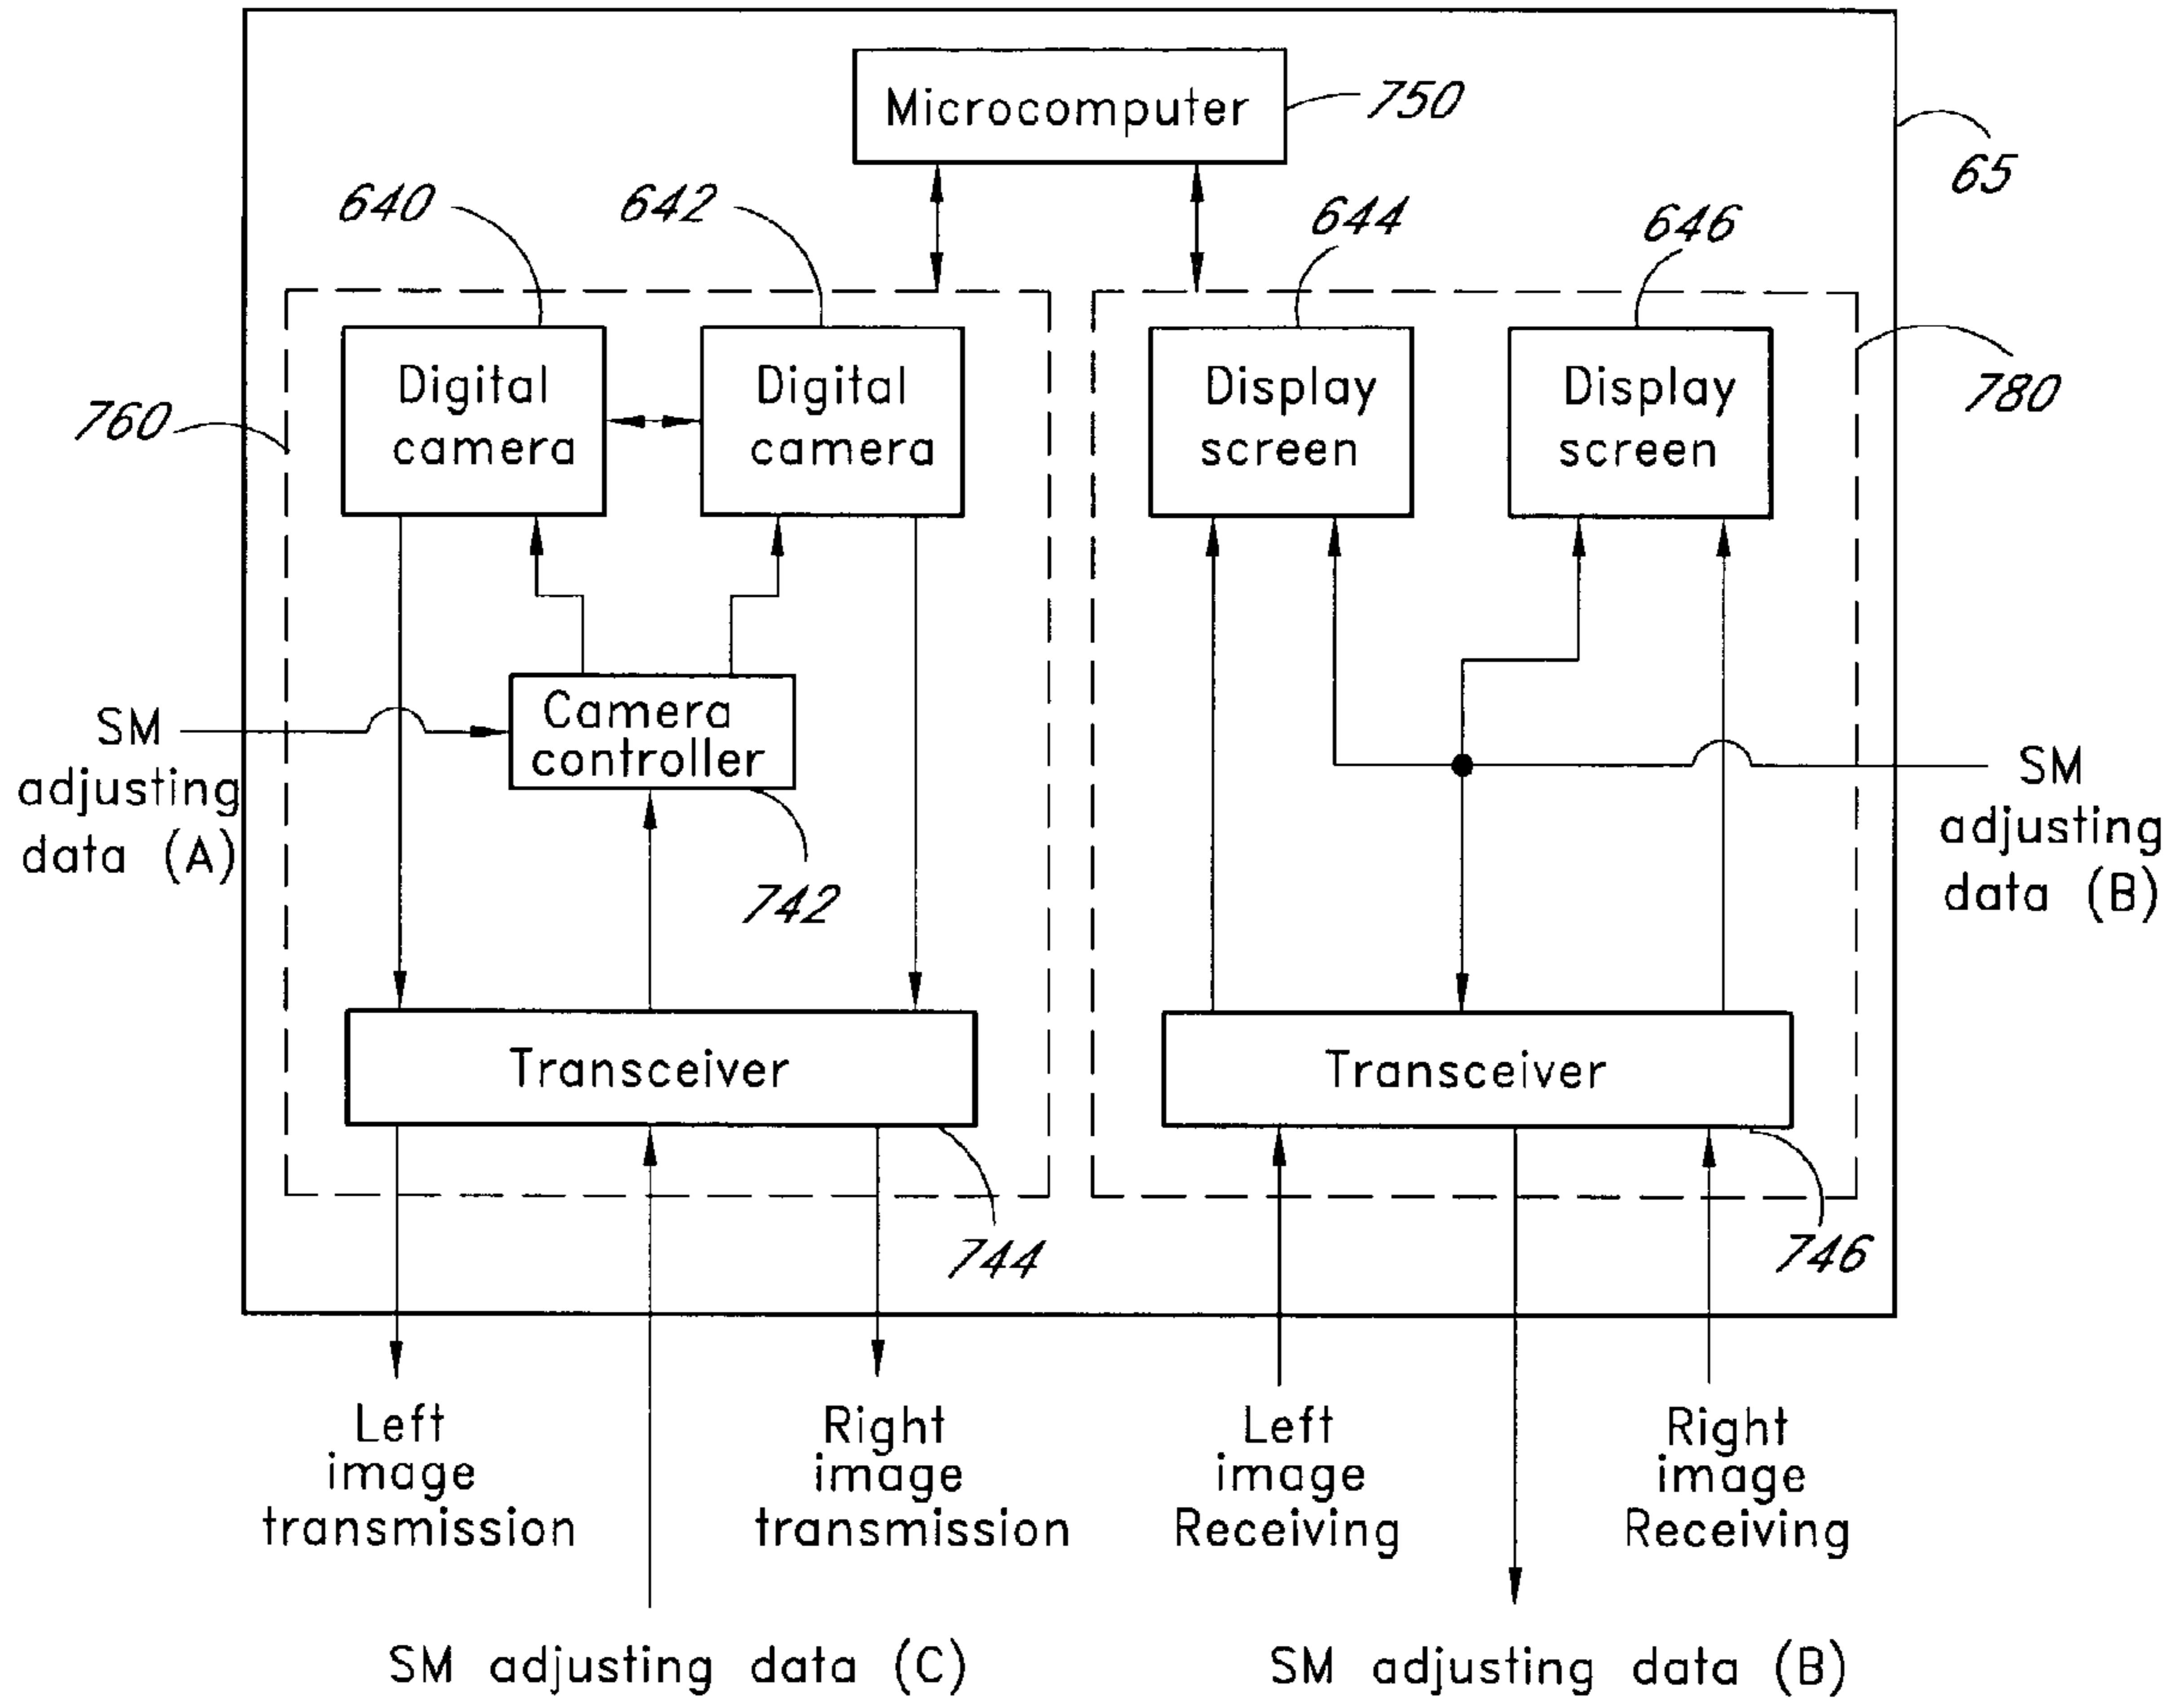 Microcomputer
750
65
640
642
644
646
Digital
camera
Digital
camera
Display
screen
Display
screen
760
780
SM
adjusting
data (A)
Camera
controller
742
SM
adjusting
data (B)
Transceiver
Transceiver
744
746
Left
image
transmission
Right
image
transmission
Left
image
Receiving
Right
image
Receiving
SM adjusting data (C)
SM adjusting data (B)